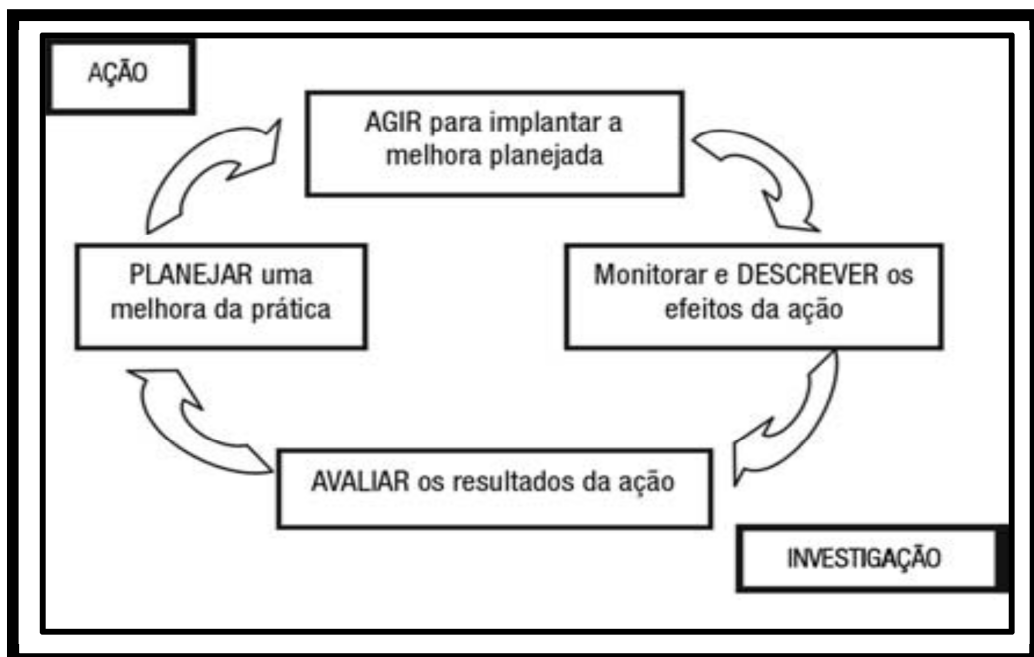 AÇÃO
AGIR para implantar a
melhora planejada
PLANEJAR uma
melhora da prática
Monitorar e DESCREVER os
efeitos da ação
AVALIAR os resultados da ação
INVESTIGAÇÃO